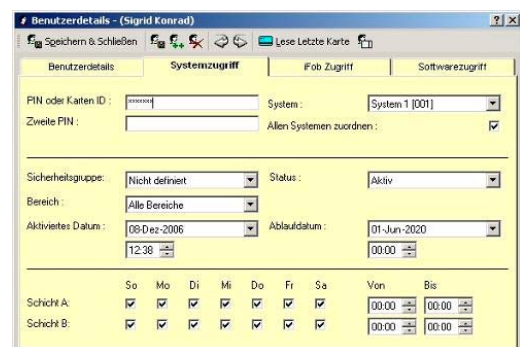 Benutzerdetails - (Sigrid Konrad)
Speichern & Schließen Lese Letzte Karte
Benutzerdetails Systemzugriff iFob Zugriff Softwarezugriff
PIN oder Karten ID : ******* System : System 1 [001]
Zweite PIN : Allen Systemen zuordnen :
Sicherheitsgruppe: Nicht definiert Status : Aktiv
Bereich : Alle Bereiche
Aktiviertes Datum : 08-Dez-2006 Ablaufdatum : 01-Jun-2020
12:38 00:00
So Mo Di Mi Do Fr Sa Von Bis
Schicht A: 00:00 00:00
Schicht B: 00:00 00:00